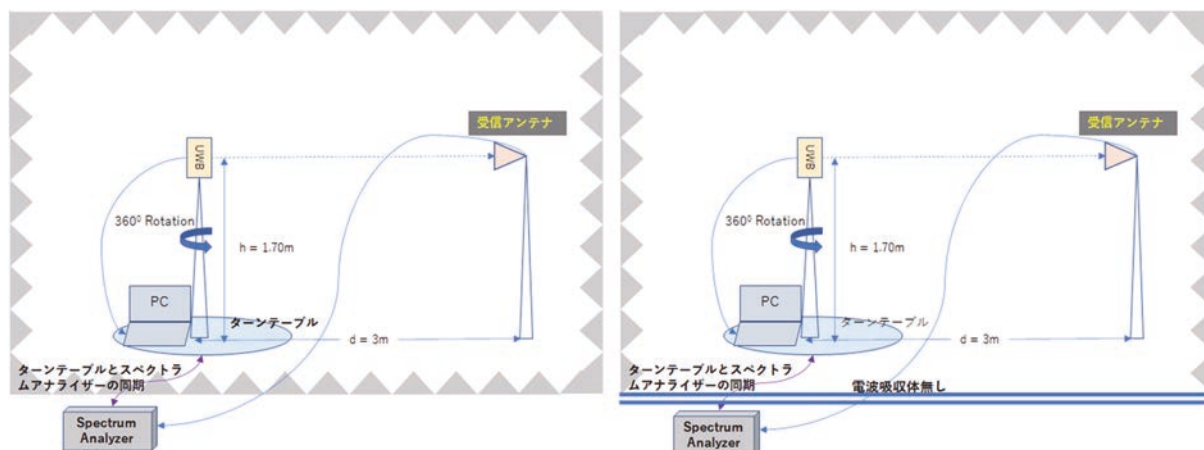 受信アンテナ
UWB
360º Rotation
h = 1.70m
PC
ターンテーブル
d = 3m
ターンテーブルとスペクトラ
ムアナライザーの同期
Spectrum
Analyzer
受信アンテナ
UWB
360º Rotation
h = 1.70m
PC
ターンテーブル
d = 3m
ターンテーブルとスペクトラ
ムアナライザーの同期
電波吸収体無し
Spectrum
Analyzer